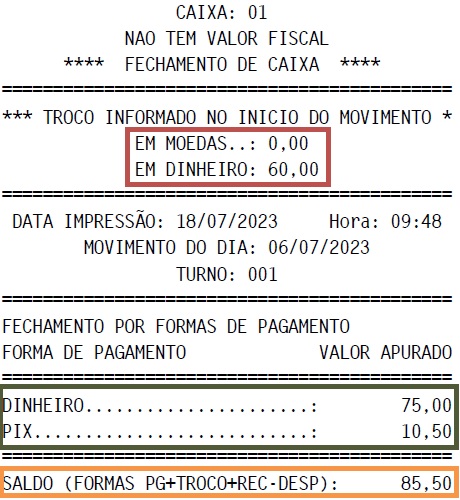 CAIXA: 01
NAO TEM VALOR FISCAL
**** FECHAMENTO DE CAIXA ****
=============================================
*** TROCO INFORMADO NO INICIO DO MOVIMENTO *
EM MOEDAS..: 0,00
EM DINHEIRO: 60,00
=============================================
DATA IMPRESSÃO: 18/07/2023 Hora: 09:48
MOVIMENTO DO DIA: 06/07/2023
TURNO: 001
=============================================
FECHAMENTO POR FORMAS DE PAGAMENTO
FORMA DE PAGAMENTO VALOR APURADO
=============================================
DINHEIRO......................: 75,00
PIX...........................: 10,50
=============================================
SALDO (FORMAS PG+TROCO+REC-DESP): 85,50